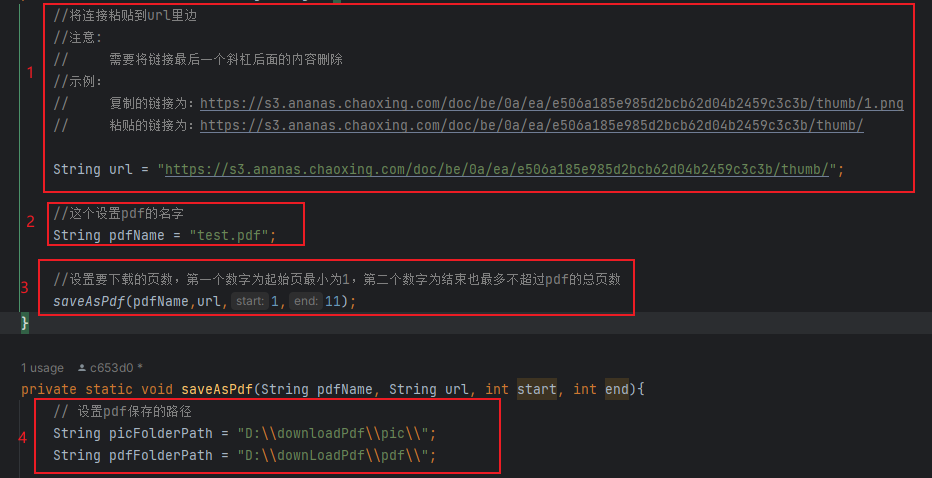 //将连接粘贴到url里边
//注意:
//     需要将链接最后一个斜杠后面的内容删除
1
//示例:
//     复制的链接为: https://s3.ananas.chaoxing.com/doc/be/0a/ea/e506a185e985d2bcb62d04b2459c3c3b/thumb/1.png
//     粘贴的链接为: https://s3.ananas.chaoxing.com/doc/be/0a/ea/e506a185e985d2bcb62d04b2459c3c3b/thumb/
String url = "https://s3.ananas.chaoxing.com/doc/be/0a/ea/e506a185e985d2bcb62d04b2459c3c3b/thumb/";
2
//这个设置pdf的名字
String pdfName = "test.pdf";
3
//设置要下载的页数，第一个数字为起始页最小为1，第二个数字为结束也最多不超过pdf的总页数
saveAsPdf(pdfName,url, start: 1, end: 11);
}
1 usage c653d0 *
private static void saveAsPdf(String pdfName, String url, int start, int end){
4
// 设置pdf保存的路径
String picFolderPath = "D:\\downloadPdf\\pic\\";
String pdfFolderPath = "D:\\downLoadPdf\\pdf\\";